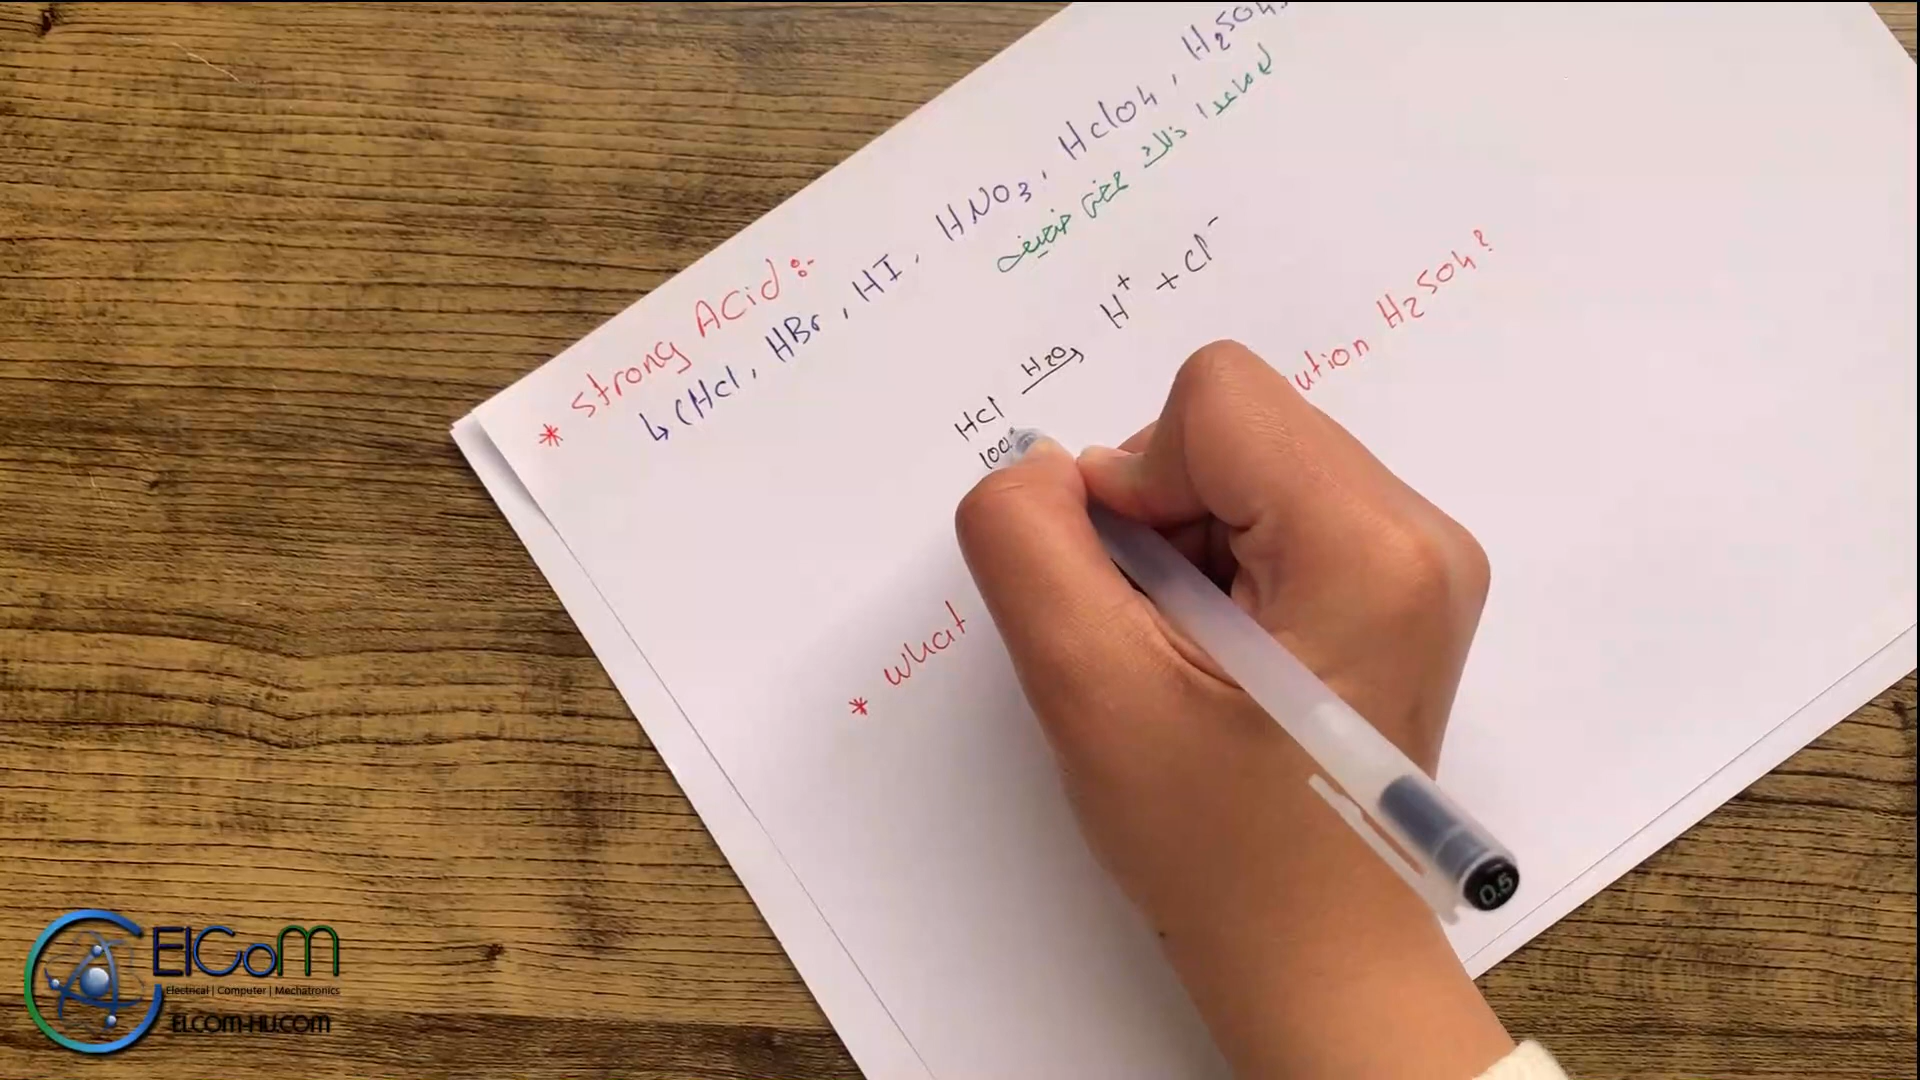 * strong Acid :-
↳ (Hcl, HBr, HI, HNO3, HclO4, H2SO4
ماعدا ذلك حمض ضعيف
HCl H2O→ H+ + Cl-
100%
* what
ution H2SO4?
0.5
ElCoM
Electrical | Computer | Mechatronics
ELCOM-HU.COM